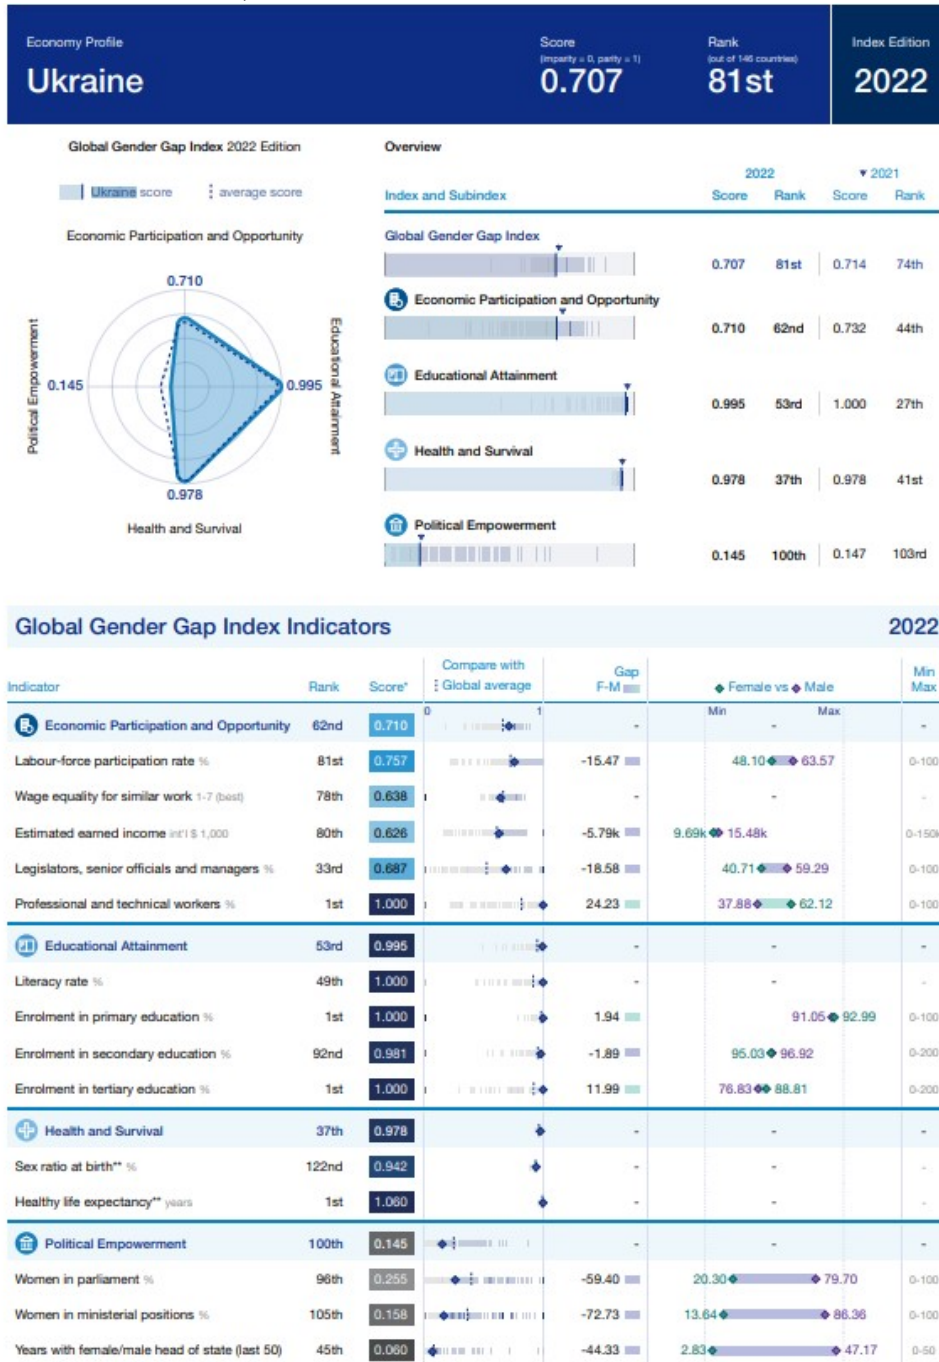 Economy Profile
Ukraine
Score
(imparity = 0, parity = 1)
0.707
Rank
(out of 146 countries)
81st
Index Edition
2022
Global Gender Gap Index 2022 Edition
Ukraine score average score
Economic Participation and Opportunity
0.710
Political Empowerment
0.145
0.995
Educational Attainment
0.978
Health and Survival
Overview
2022 2021
Index and Subindex Score Rank Score Rank
Global Gender Gap Index
0.707 81st 0.714 74th
Economic Participation and Opportunity
0.710 62nd 0.732 44th
Educational Attainment
0.995 53rd 1.000 27th
Health and Survival
0.978 37th 0.978 41st
Political Empowerment
0.145 100th 0.147 103rd
Global Gender Gap Index Indicators 2022
Indicator Rank Score* Compare with Global average Gap F-M Female vs Male Min Max
0 1 Min Max
Economic Participation and Opportunity 62nd 0.710 - - -
Labour-force participation rate % 81st 0.757 -15.47 48.10 63.57 0-100
Wage equality for similar work 1-7 (best) 78th 0.638 - - -
Estimated earned income int'l $ 1,000 80th 0.626 -5.79k 9.69k 15.48k 0-150k
Legislators, senior officials and managers % 33rd 0.687 -18.58 40.71 59.29 0-100
Professional and technical workers % 1st 1.000 24.23 37.88 62.12 0-100
Educational Attainment 53rd 0.995 - - -
Literacy rate % 49th 1.000 - - -
Enrolment in primary education % 1st 1.000 1.94 91.05 92.99 0-100
Enrolment in secondary education % 92nd 0.981 -1.89 95.03 96.92 0-200
Enrolment in tertiary education % 1st 1.000 11.99 76.83 88.81 0-200
Health and Survival 37th 0.978 - - -
Sex ratio at birth** % 122nd 0.942 - - -
Healthy life expectancy** years 1st 1.060 - - -
Political Empowerment 100th 0.145 - - -
Women in parliament % 96th 0.255 -59.40 20.30 79.70 0-100
Women in ministerial positions % 105th 0.158 -72.73 13.64 86.36 0-100
Years with female/male head of state (last 50) 45th 0.060 -44.33 2.83 47.17 0-50